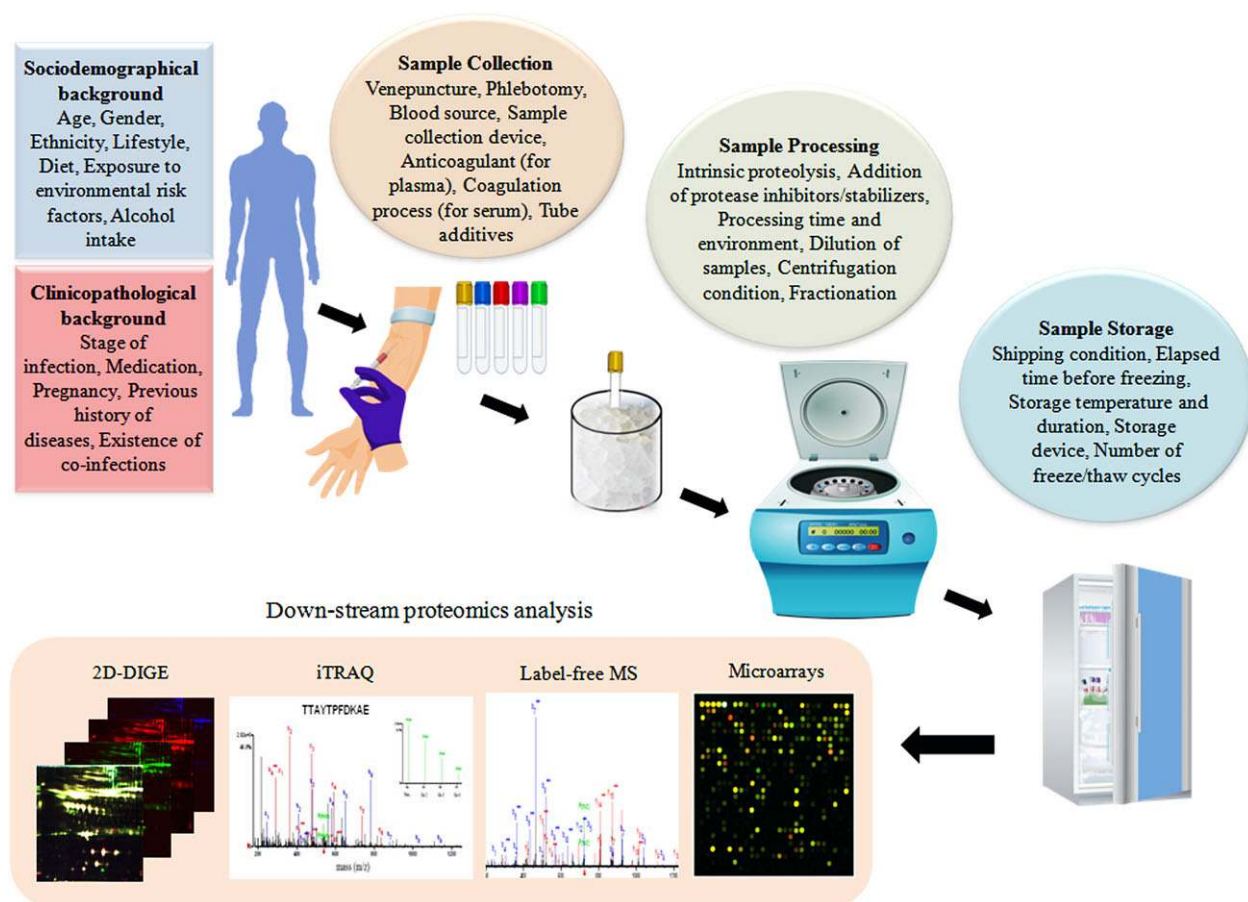 Sociodemographical
background
Age, Gender,
Ethnicity, Lifestyle,
Diet, Exposure to
environmental risk
factors, Alcohol
intake
Clinicopathological
background
Stage of
infection, Medication,
Pregnancy, Previous
history of
diseases, Existence of
co-infections
Sample Collection
Venepuncture, Phlebotomy,
Blood source, Sample
collection device,
Anticoagulant (for
plasma), Coagulation
process (for serum), Tube
additives
Sample Processing
Intrinsic proteolysis, Addition
of protease inhibitors/stabilizers,
Processing time and
environment, Dilution of
samples, Centrifugation
condition, Fractionation
Sample Storage
Shipping condition, Elapsed
time before freezing,
Storage temperature and
duration, Storage
device, Number of
freeze/thaw cycles
Down-stream proteomics analysis
2D-DIGE
iTRAQ
Label-free MS
Microarrays
TTAYTPFDKAE
mass (m/z)